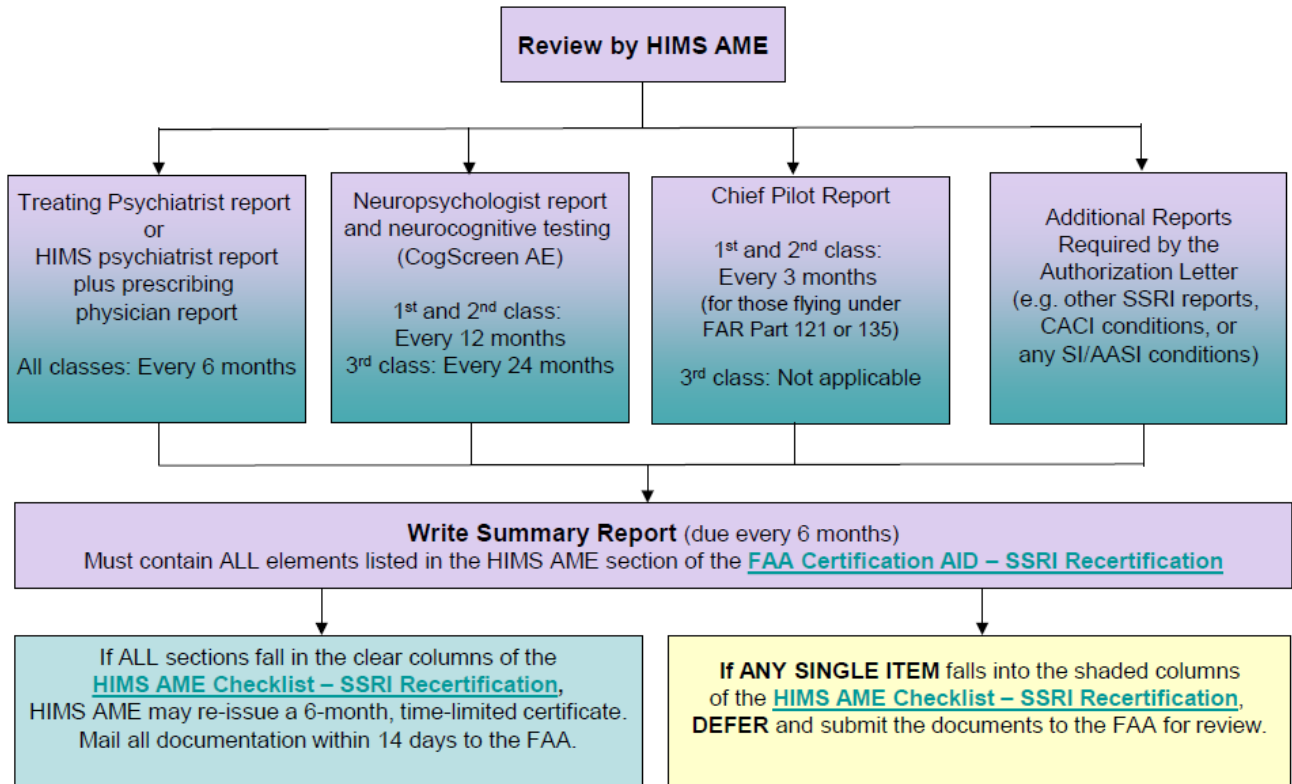 Review by HIMS AME
Treating Psychiatrist report
or
HIMS psychiatrist report
plus prescribing
physician report
All classes: Every 6 months
Neuropsychologist report
and neurocognitive testing
(CogScreen AE)
1st and 2nd class:
Every 12 months
3rd class: Every 24 months
Chief Pilot Report
1st and 2nd class:
Every 3 months
(for those flying under
FAR Part 121 or 135)
3rd class: Not applicable
Additional Reports
Required by the
Authorization Letter
(e.g. other SSRI reports,
CACI conditions, or
any SI/AASI conditions)
Write Summary Report (due every 6 months)
Must contain ALL elements listed in the HIMS AME section of the FAA Certification AID – SSRI Recertification
If ALL sections fall in the clear columns of the
HIMS AME Checklist – SSRI Recertification,
HIMS AME may re-issue a 6-month, time-limited certificate.
Mail all documentation within 14 days to the FAA.
If ANY SINGLE ITEM falls into the shaded columns
of the HIMS AME Checklist – SSRI Recertification,
DEFER and submit the documents to the FAA for review.